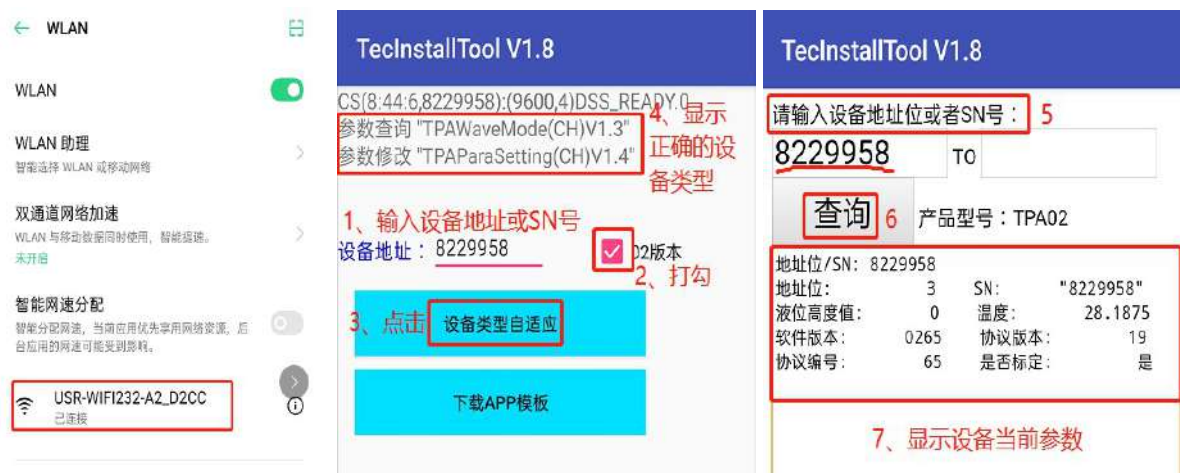 WLAN
WLAN
WLAN 助理
智能选择 WLAN 或移动网络
双通道网络加速
WLAN 与移动数据同时使用，智能提速。
未开启
智能网速分配
智能分配网速，当前应用优先享用网络资源，后
台应用的网速可能受到影响。
USR-WIFI232-A2_D2CC
已连接
TecInstallTool V1.8
CS(8:44:6,8229958):(9600,4)DSS_READY.0
参数查询 "TPAWaveMode(CH)V1.3"
参数修改 "TPAParaSetting(CH)V1.4"
4、显示
正确的设
备类型
1、输入设备地址或SN号
设备地址：8229958
02版本
2、打勾
3、点击 设备类型自适应
下载APP模板
TecInstallTool V1.8
请输入设备地址位或者SN号： 5
8229958 TO
查询 6 产品型号：TPA02
地址位/SN: 8229958
地址位: 3 SN: "8229958"
液位高度值: 0 温度: 28.1875
软件版本: 0265 协议版本: 19
协议编号: 65 是否标定: 是
7、显示设备当前参数